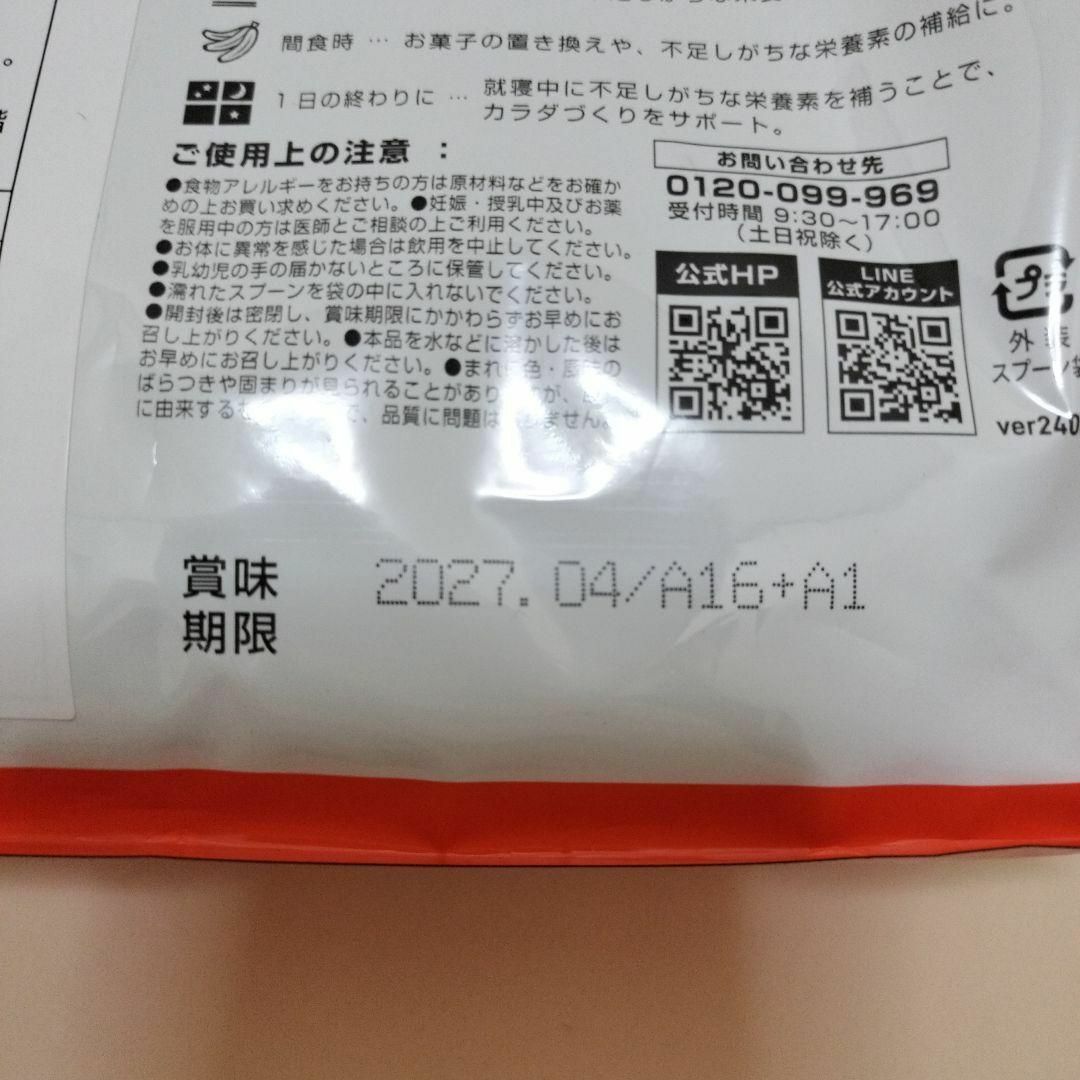 間食時 … お菓子の置き換えや、不足しがちな栄養素の補給に。
1日の終わりに … 就寝中に不足しがちな栄養素を補うことで、
カラダづくりをサポート。
ご使用上の注意 :
●食物アレルギーをお持ちの方は原材料などをお確か
めの上お買い求めください。●妊娠・授乳中及びお薬
を服用中の方は医師とご相談の上ご利用ください。
●お体に異常を感じた場合は飲用を中止してください。
●乳幼児の手の届かないところに保管してください。
●濡れたスプーンを袋の中に入れないでください。
●開封後は密閉し、賞味期限にかかわらずお早めにお
召し上がりください。●本品を水などに溶かした後は
お早めにお召し上がりください。●まれ
ばらつきや固まりが見られることがあり
に由来する 品質に問題は
お問い合わせ先
0120-099-969
受付時間 9:30〜17:00
(土日祝除く)
公式HP
LINE
公式アカウント
プラ
外装
スプーン袋
ver240
賞味
期限
2027.04/A16+A1